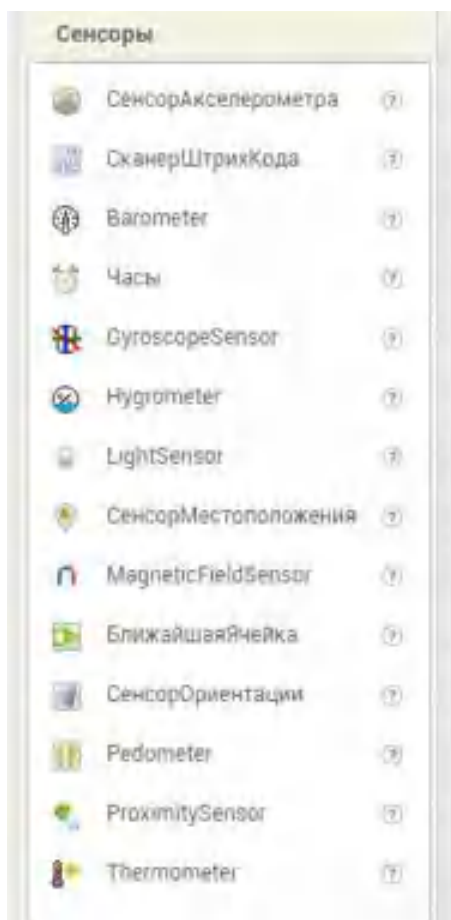 Сенсоры
СенсорАкселерометра ?
СканерШтрихКода ?
Barometer ?
Часы ?
GyroscopeSensor ?
Hygrometer ?
LightSensor ?
СенсорМестоположения ?
MagneticFieldSensor ?
БлижайшаяЯчейка ?
СенсорОриентации ?
Pedometer ?
ProximitySensor ?
Thermometer ?